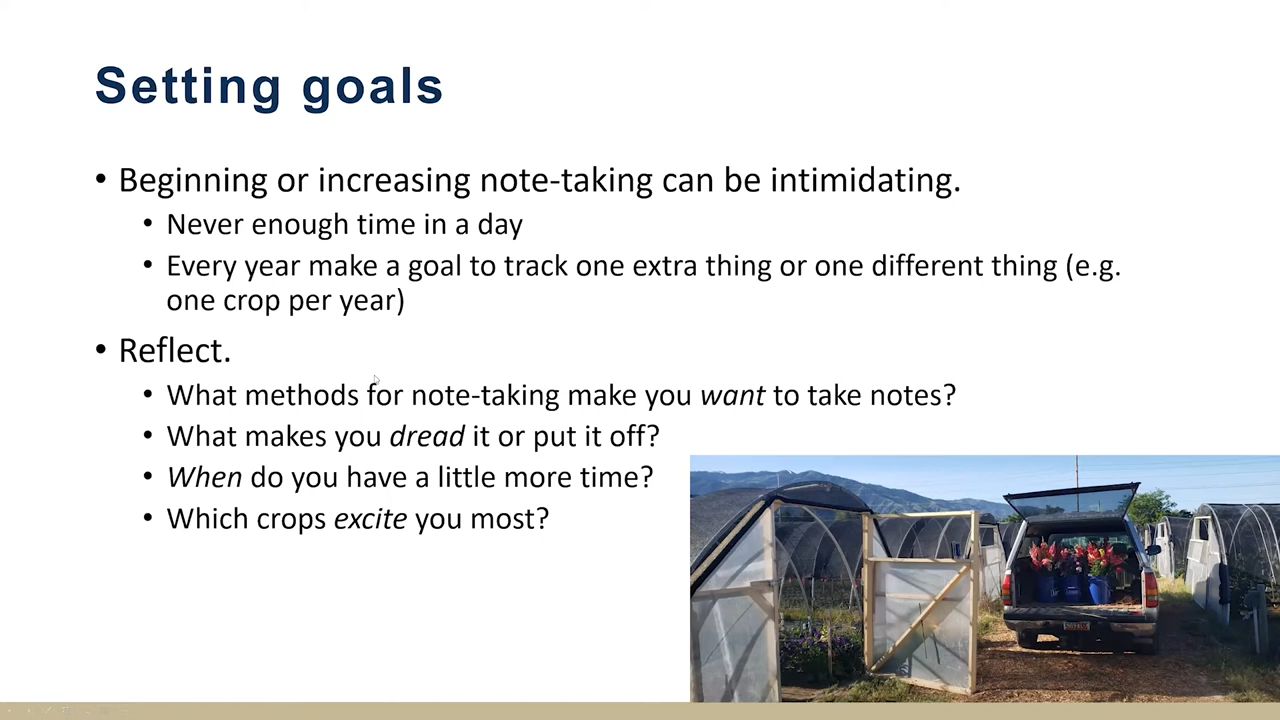 Setting goals
• Beginning or increasing note-taking can be intimidating.
• Never enough time in a day
• Every year make a goal to track one extra thing or one different thing (e.g.
one crop per year)
• Reflect.
• What methods for note-taking make you want to take notes?
• What makes you dread it or put it off?
• When do you have a little more time?
• Which crops excite you most?